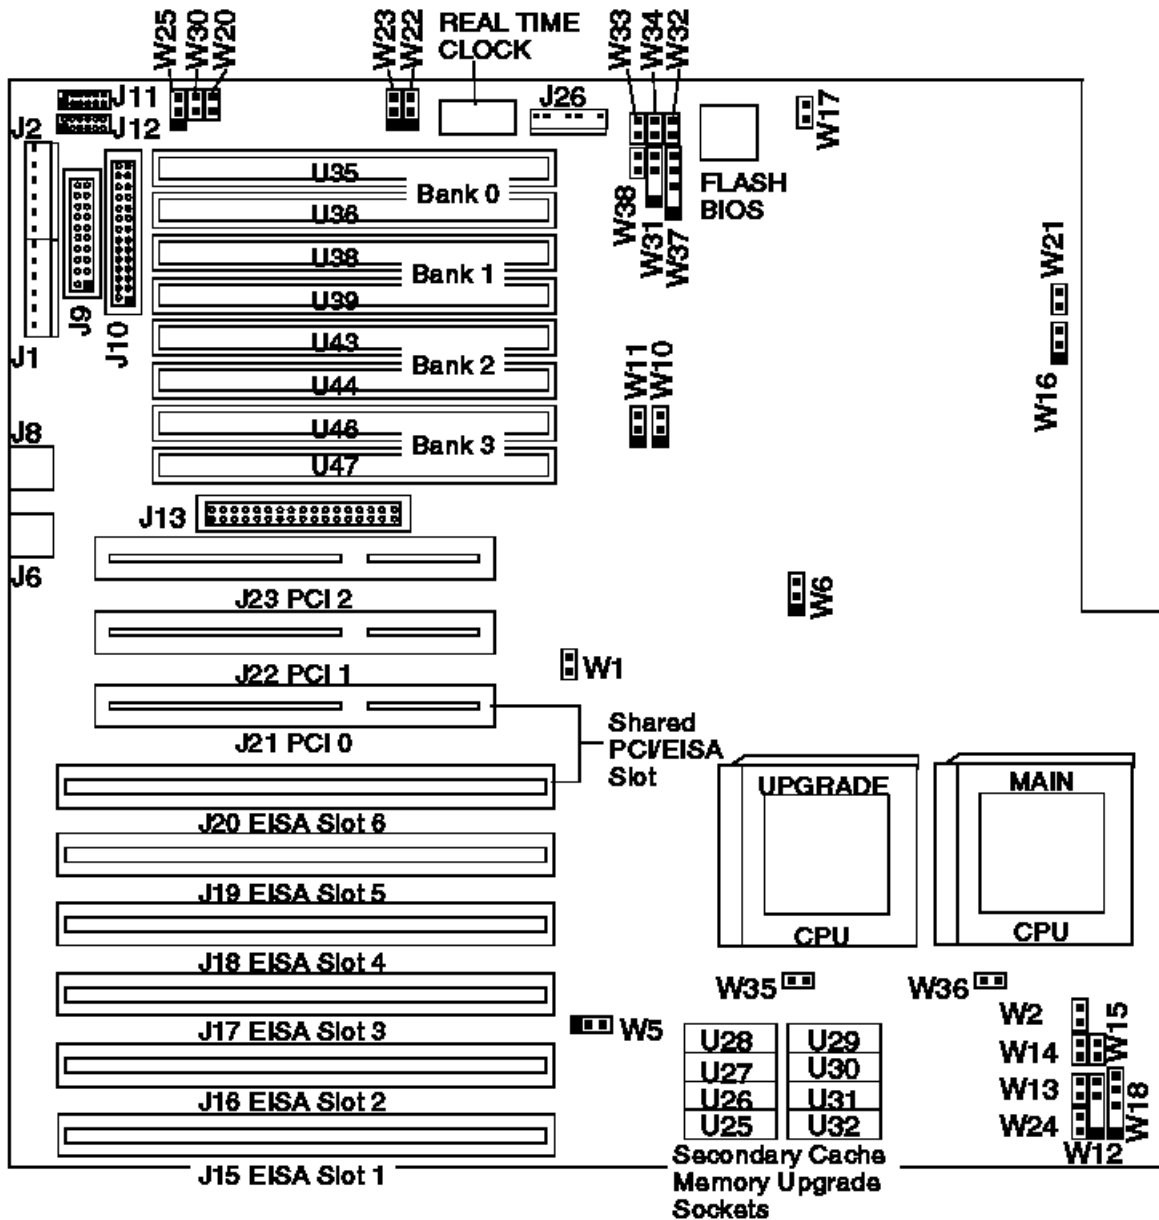 W25
W30
W20
W23
W22
REAL TIME
CLOCK
W33
W34
W32
J11
J26
W17
J12
J2
U35
Bank 0
FLASH
BIOS
U36
W38
W31
W37
W21
U38
Bank 1
U39
J9
J10
J1
U43
Bank 2
U44
W11
W10
W16
J8
U46
Bank 3
U47
J13
J6
J23 PCI 2
W6
J22 PCI 1
W1
J21 PCI 0
Shared
PCI/EISA
Slot
UPGRADE
CPU
MAIN
CPU
J20 EISA Slot 6
J19 EISA Slot 5
J18 EISA Slot 4
W35
W36
J17 EISA Slot 3
W5
W2
W15
W14
U28
U29
U27
U30
U26
U31
U25
U32
W13
W18
W24
W12
J16 EISA Slot 2
J15 EISA Slot 1
Secondary Cache
Memory Upgrade
Sockets